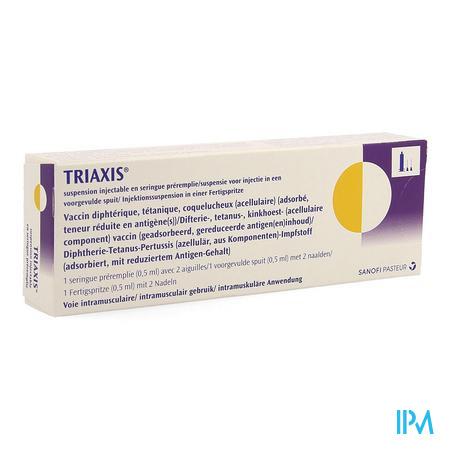 TRIAXIS®
suspension injectable en seringue préremplie/suspensie voor injectie in een
voorgevulde spuit/ Injektionssuspension in einer Fertigspritze
Vaccin diphtérique, tétanique, coquelucheux (acellulaire) (adsorbé,
teneur réduite en antigène(s))/Difterie-, tetanus-, kinkhoest- (acellulaire
component) vaccin (geadsorbeerd, gereduceerde antigen(en)inhoud)/
Diphtherie-Tetanus-Pertussis (azellulär, aus Komponenten)-Impfstoff
(adsorbiert, mit reduziertem Antigen-Gehalt)
1 seringue préremplie (0,5 ml) avec 2 aiguilles/1 voorgevulde spuit (0,5 ml) met 2 naalden/
1 Fertigspritze (0,5 ml) mit 2 Nadeln
Voie intramusculaire/ intramusculair gebruik/ intramuskuläre Anwendung
SANOFI PASTEUR
TRIAXIS®
IPM